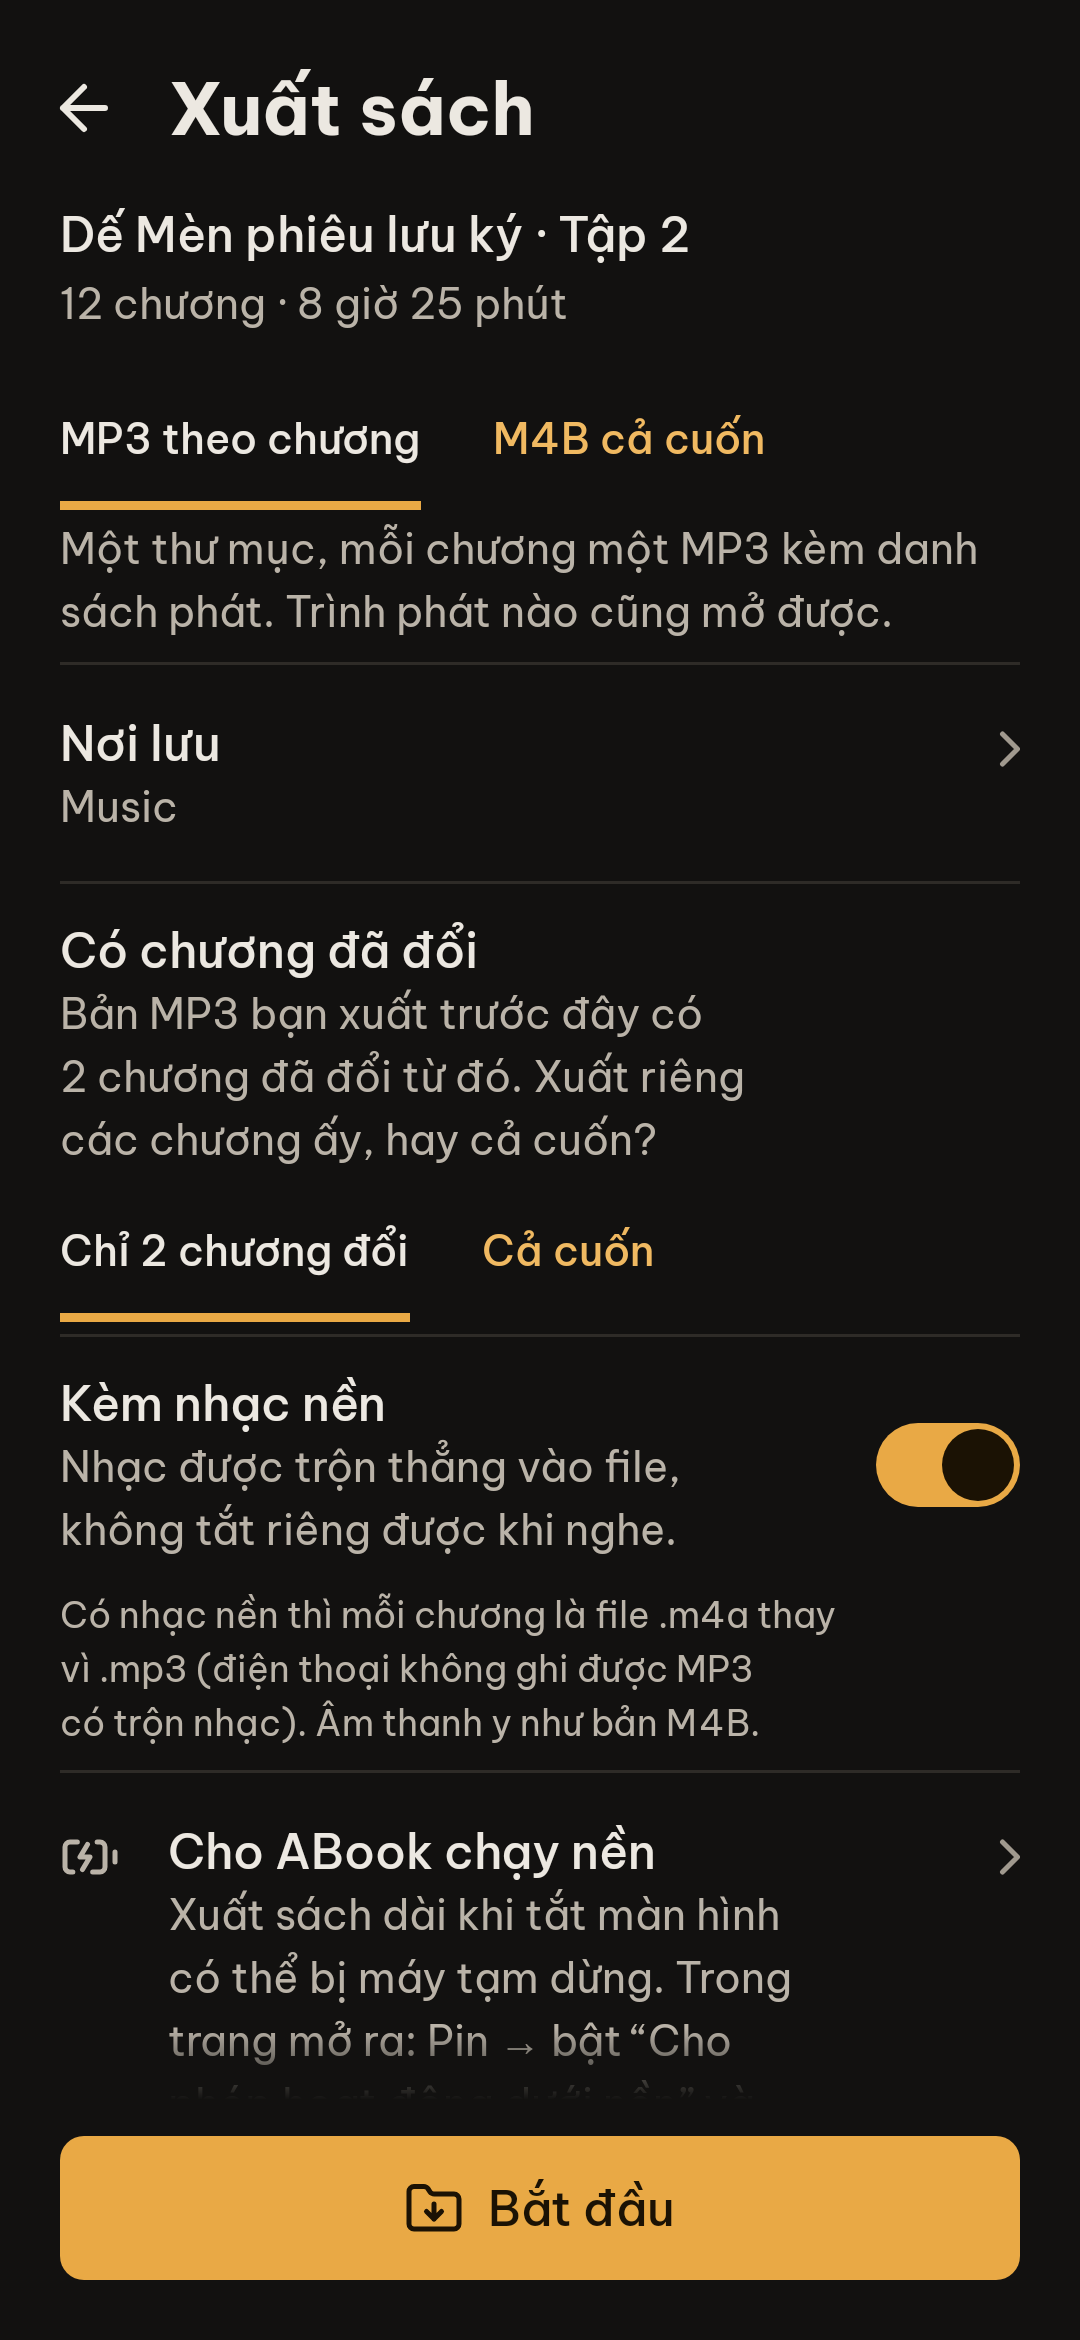 Xuất sách
Dế Mèn phiêu lưu ký · Tập 2
12 chương · 8 giờ 25 phút
MP3 theo chương
M4B cả cuốn
Một thư mục, mỗi chương một MP3 kèm danh
sách phát. Trình phát nào cũng mở được.
Nơi lưu
Music
Có chương đã đổi
Bản MP3 bạn xuất trước đây có
2 chương đã đổi từ đó. Xuất riêng
các chương ấy, hay cả cuốn?
Chỉ 2 chương đổi
Cả cuốn
Kèm nhạc nền
Nhạc được trộn thẳng vào file,
không tắt riêng được khi nghe.
Có nhạc nền thì mỗi chương là file .m4a thay
vì .mp3 (điện thoại không ghi được MP3
có trộn nhạc). Âm thanh y như bản M4B.
Cho ABook chạy nền
Xuất sách dài khi tắt màn hình
có thể bị máy tạm dừng. Trong
trang mở ra: Pin → bật “Cho
Bắt đầu